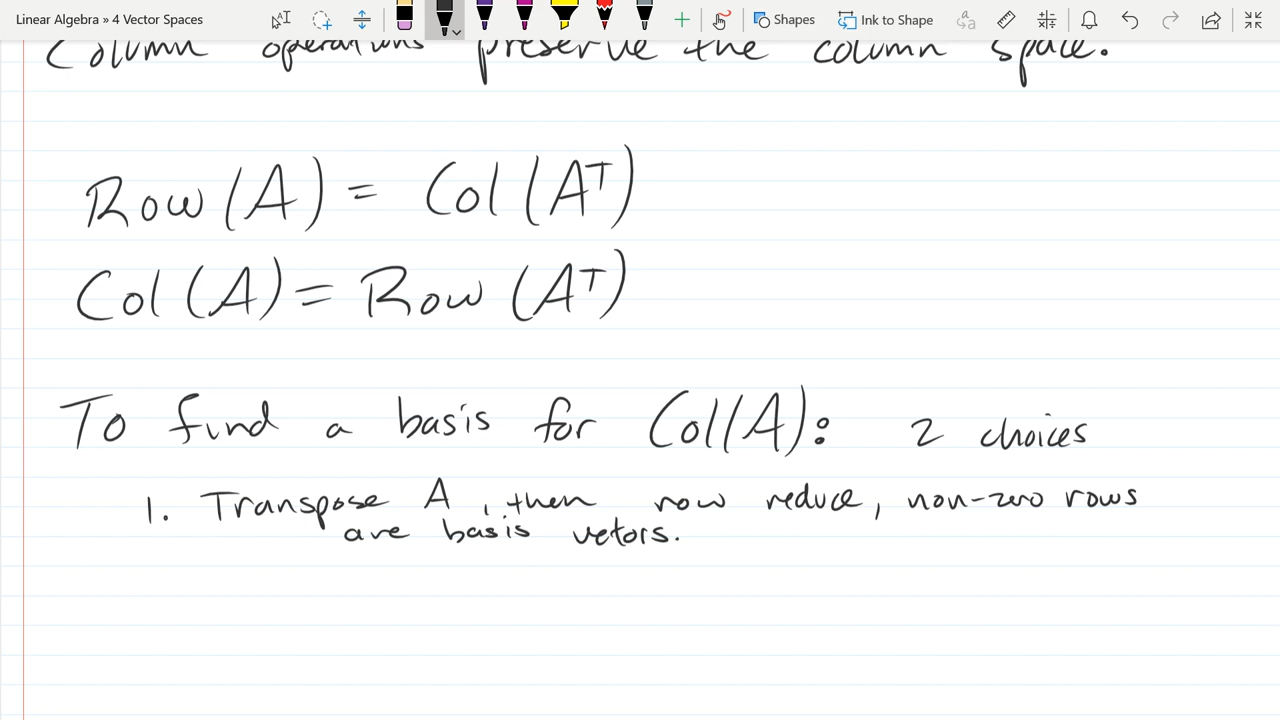 Linear Algebra » 4 Vector Spaces
Shapes
Ink to Shape
Column operations preserve the column space.
Row (A) = Col (Aᵀ)
Col (A) = Row (Aᵀ)
To find a basis for Col(A): 2 choices
1. Transpose A, then row reduce, non-zero rows
are basis vetors.